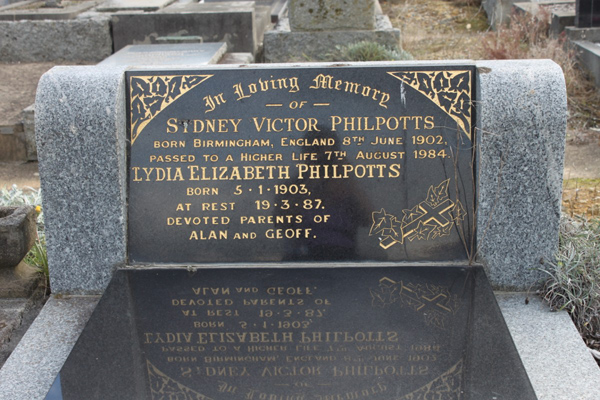 In Loving Memory
OF
SYDNEY VICTOR PHILPOTTS
BORN BIRMINGHAM, ENGLAND 8TH JUNE 1902,
PASSED TO A HIGHER LIFE 7TH AUGUST 1984.
LYDIA ELIZABETH PHILPOTTS
BORN 5·1·1903,
AT REST 19·3·87.
DEVOTED PARENTS OF
ALAN AND GEOFF.